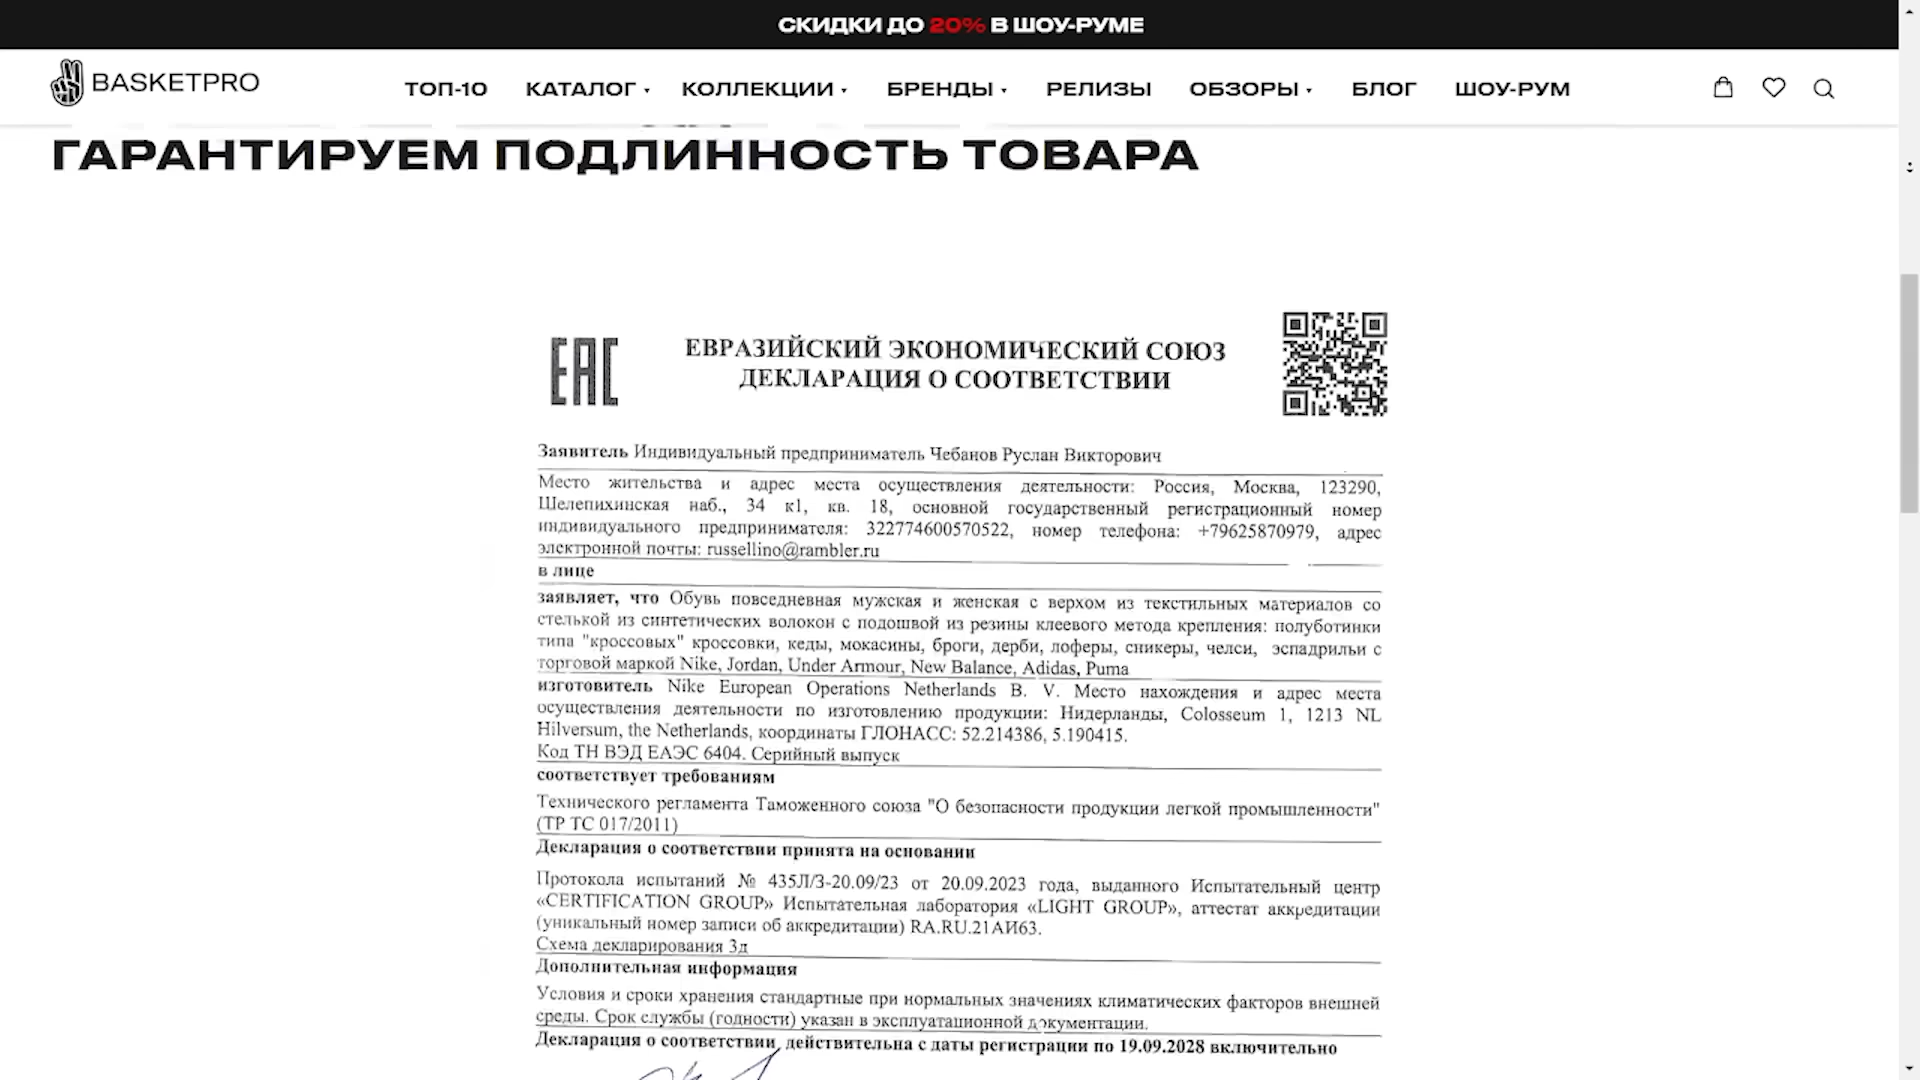 СКИДКИ ДО 20% В ШОУ-РУМЕ
BASKETPRO
ТОП-10 КАТАЛОГ КОЛЛЕКЦИИ БРЕНДЫ РЕЛИЗЫ ОБЗОРЫ БЛОГ ШОУ-РУМ
ГАРАНТИРУЕМ ПОДЛИННОСТЬ ТОВАРА
ЕАС
ЕВРАЗИЙСКИЙ ЭКОНОМИЧЕСКИЙ СОЮЗ
ДЕКЛАРАЦИЯ О СООТВЕТСТВИИ
Заявитель Индивидуальный предприниматель Чебанов Руслан Викторович
Место жительства и адрес места осуществления деятельности: Россия, Москва, 123290,
Шелепихинская наб., 34 к1, кв. 18, основной государственный регистрационный номер
индивидуального предпринимателя: 322774600570522, номер телефона: +79625870979, адрес
электронной почты: russellino@rambler.ru
в лице
заявляет, что Обувь повседневная мужская и женская с верхом из текстильных материалов со
стелькой из синтетических волокон с подошвой из резины клеевого метода крепления: полуботинки
типа "кроссовых" кроссовки, кеды, мокасины, броги, дерби, лоферы, сникеры, челси, эспадрильи с
торговой маркой Nike, Jordan, Under Armour, New Balance, Adidas, Puma
изготовитель Nike European Operations Netherlands B. V. Место нахождения и адрес места
осуществления деятельности по изготовлению продукции: Нидерланды, Colosseum 1, 1213 NL
Hilversum, the Netherlands, координаты ГЛОНАСС: 52.214386, 5.190415.
Код ТН ВЭД ЕАЭС 6404. Серийный выпуск
соответствует требованиям
Технического регламента Таможенного союза "О безопасности продукции легкой промышленности"
(ТР ТС 017/2011)
Декларация о соответствии принята на основании
Протокола испытаний № 435Л/З-20.09/23 от 20.09.2023 года, выданного Испытательный центр
«CERTIFICATION GROUP» Испытательная лаборатория «LIGHT GROUP», аттестат аккредитации
(уникальный номер записи об аккредитации) RA.RU.21АИ63.
Схема декларирования 3д
Дополнительная информация
Условия и сроки хранения стандартные при нормальных значениях климатических факторов внешней
среды. Срок службы (годности) указан в эксплуатационной документации.
Декларация о соответствии действительна с даты регистрации по 19.09.2028 включительно